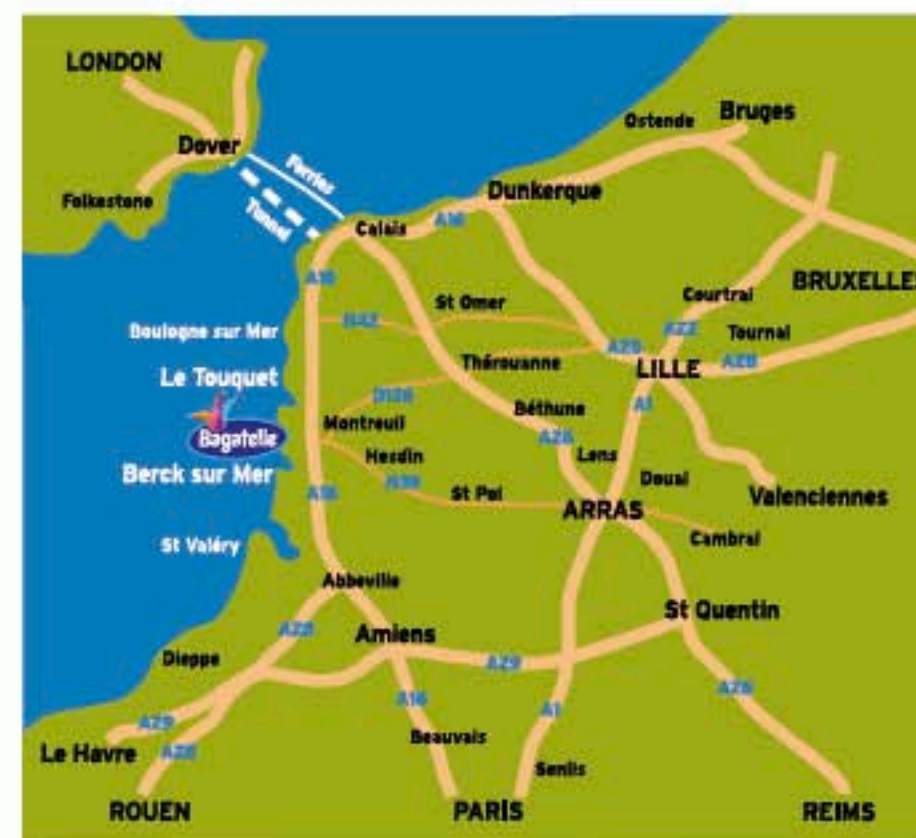 LONDON
Dover
Folkestone
Ferries
Tunnel
Ostende
Bruges
Dunkerque
Calais
A16
A16
BRUXELLES
Courtrai
St Omer
N42
Boulogne sur Mer
A22
Tournai
A25
Thérouanne
LILLE
Le Touquet
A1
Béthune
Montreuil
Bagatelle
A26
Hesdin
Lens
Berck sur Mer
Douai
N39
St Pol
A16
Valenciennes
ARRAS
Cambrai
St Valéry
Abbeville
St Quentin
A28
Amiens
Dieppe
A29
A26
A16
A1
A29
Beauvais
Le Havre
Senlis
ROUEN
PARIS
REIMS